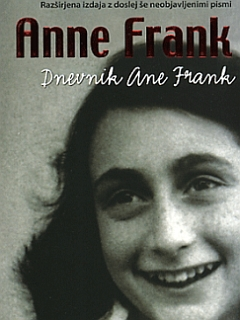 Razširjena izdaja z doslej še neobjavljenimi pismi
Anne Frank
Dnevnik Ane Frank